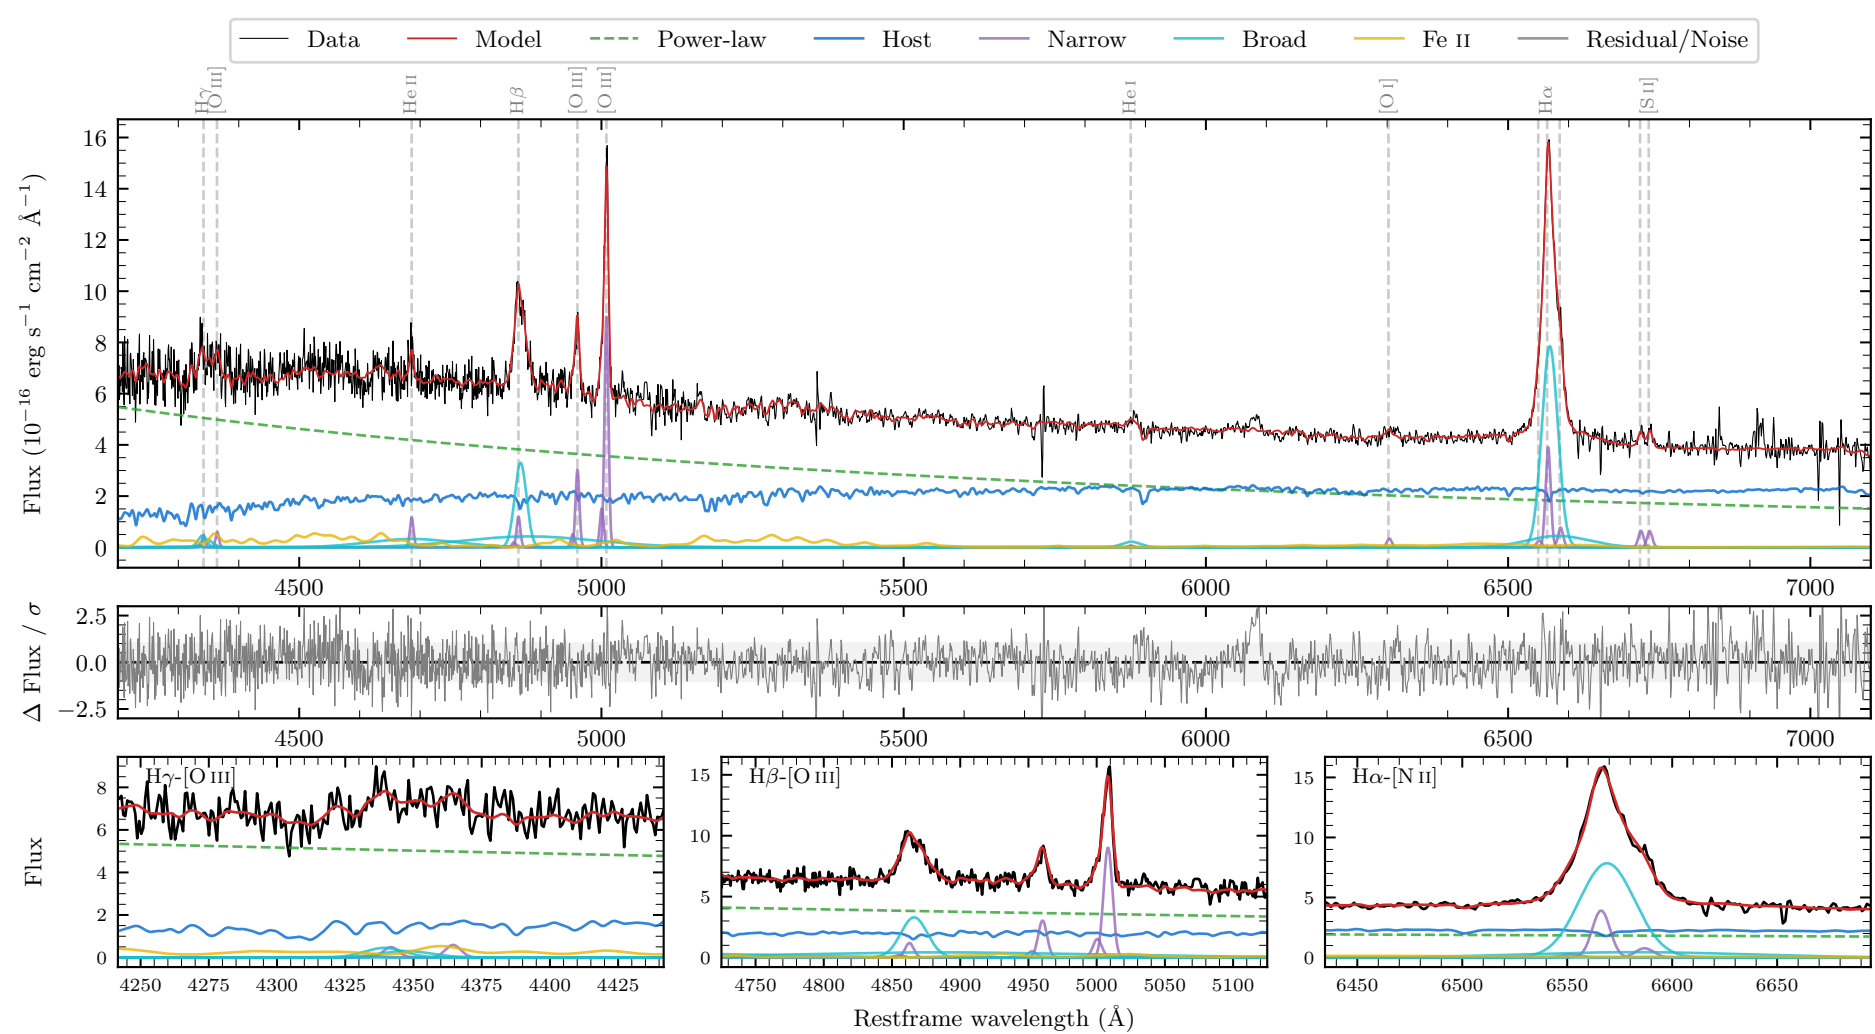 Data Model Power-law Host Narrow Broad Fe II Residual/Noise
Hγ [O III] He II Hβ [O III] [O III] He I [O I] Hα [S II]
Flux (10⁻¹⁶ erg s⁻¹ cm⁻² Å⁻¹)
16
14
12
10
8
6
4
2
0
4500 5000 5500 6000 6500 7000
Δ Flux / σ
2.5
0.0
−2.5
4500 5000 5500 6000 6500 7000
Flux
Hγ-[O III]
8
6
4
2
0
4250 4275 4300 4325 4350 4375 4400 4425
Hβ-[O III]
15
10
5
0
4750 4800 4850 4900 4950 5000 5050 5100
Hα-[N II]
15
10
5
0
6450 6500 6550 6600 6650
Restframe wavelength (Å)